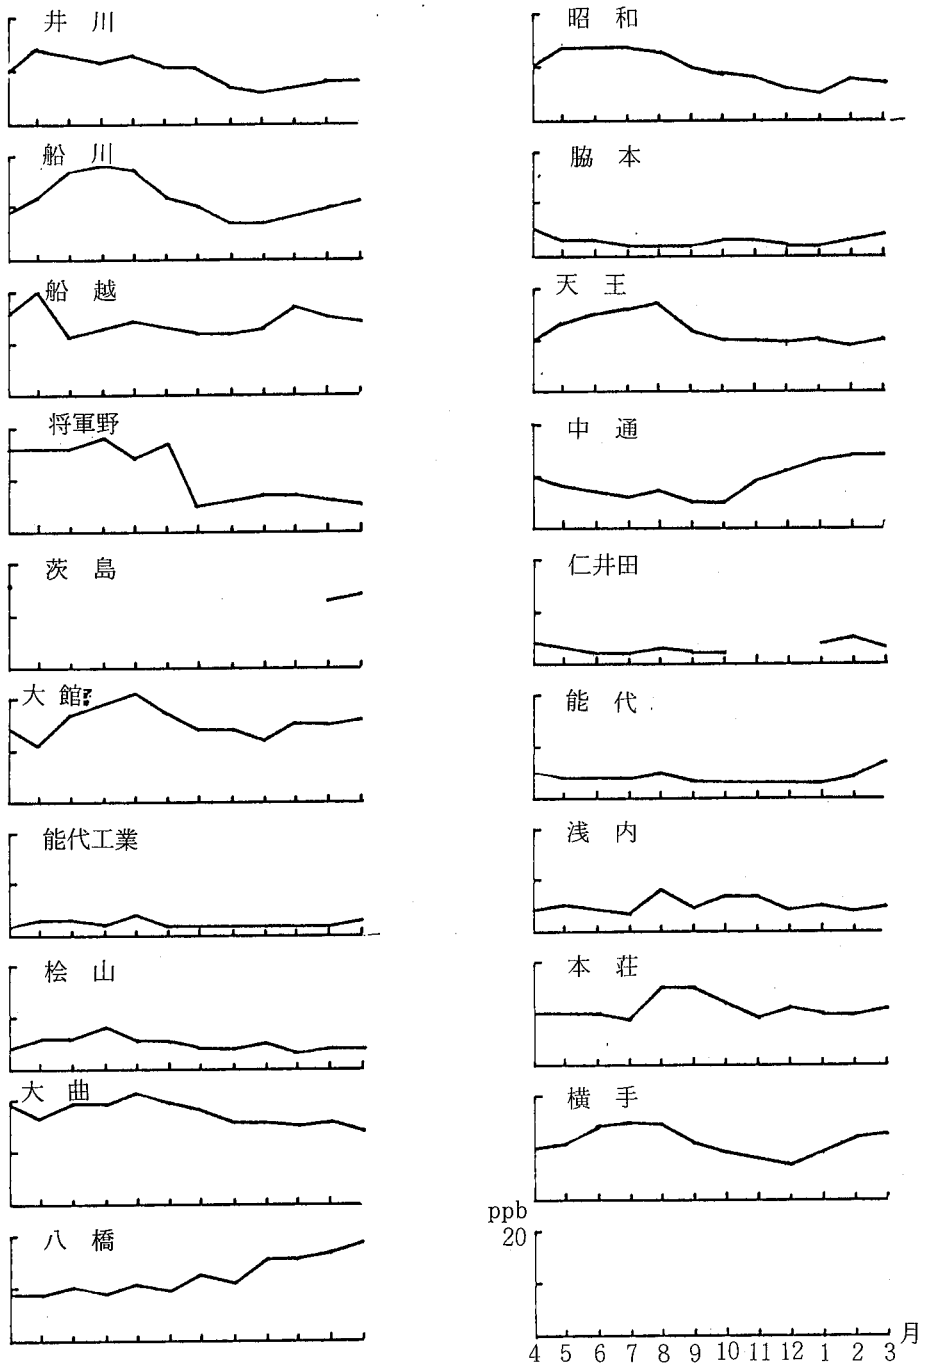 井川
船川
船越
将軍野
茨島
大館
能代工業
桧山
大曲
八橋
昭和
脇本
天王
中通
仁井田
能代
浅内
本荘
横手
ppb
20
4 5 6 7 8 9 10 11 12 1 2 3 月